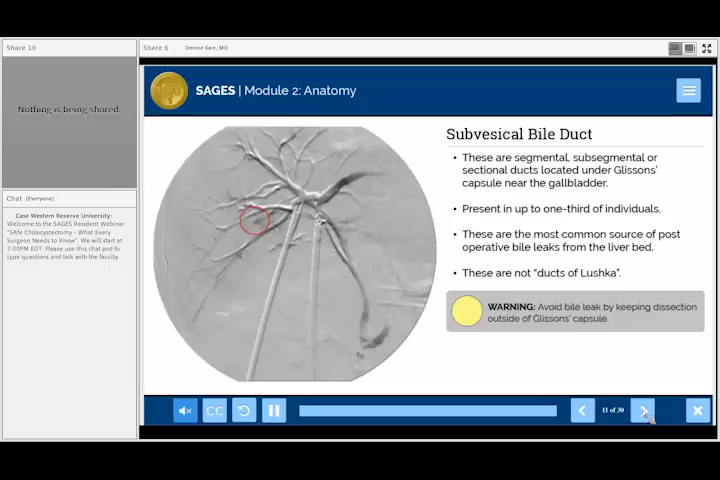 Share 10
Share 6
Denise Gee, MD
Nothing is being shared.
SAGES | Module 2: Anatomy
Subvesical Bile Duct
• These are segmental, subsegmental or
sectional ducts located under Glissons'
capsule near the gallbladder.
• Present in up to one-third of individuals.
• These are the most common source of post
operative bile leaks from the liver bed.
• These are not "ducts of Lushka".
WARNING: Avoid bile leak by keeping dissection
outside of Glissons' capsule.
Chat (Everyone)
Case Western Reserve University:
Welcome to the SAGES Resident Webinar
"SAfe Cholecystectomy - What Every
Surgeon Needs to Know". We will start at
7:00PM EDT. Please use this chat pod to
type questions and talk with the faculty.
CC
11 of 30